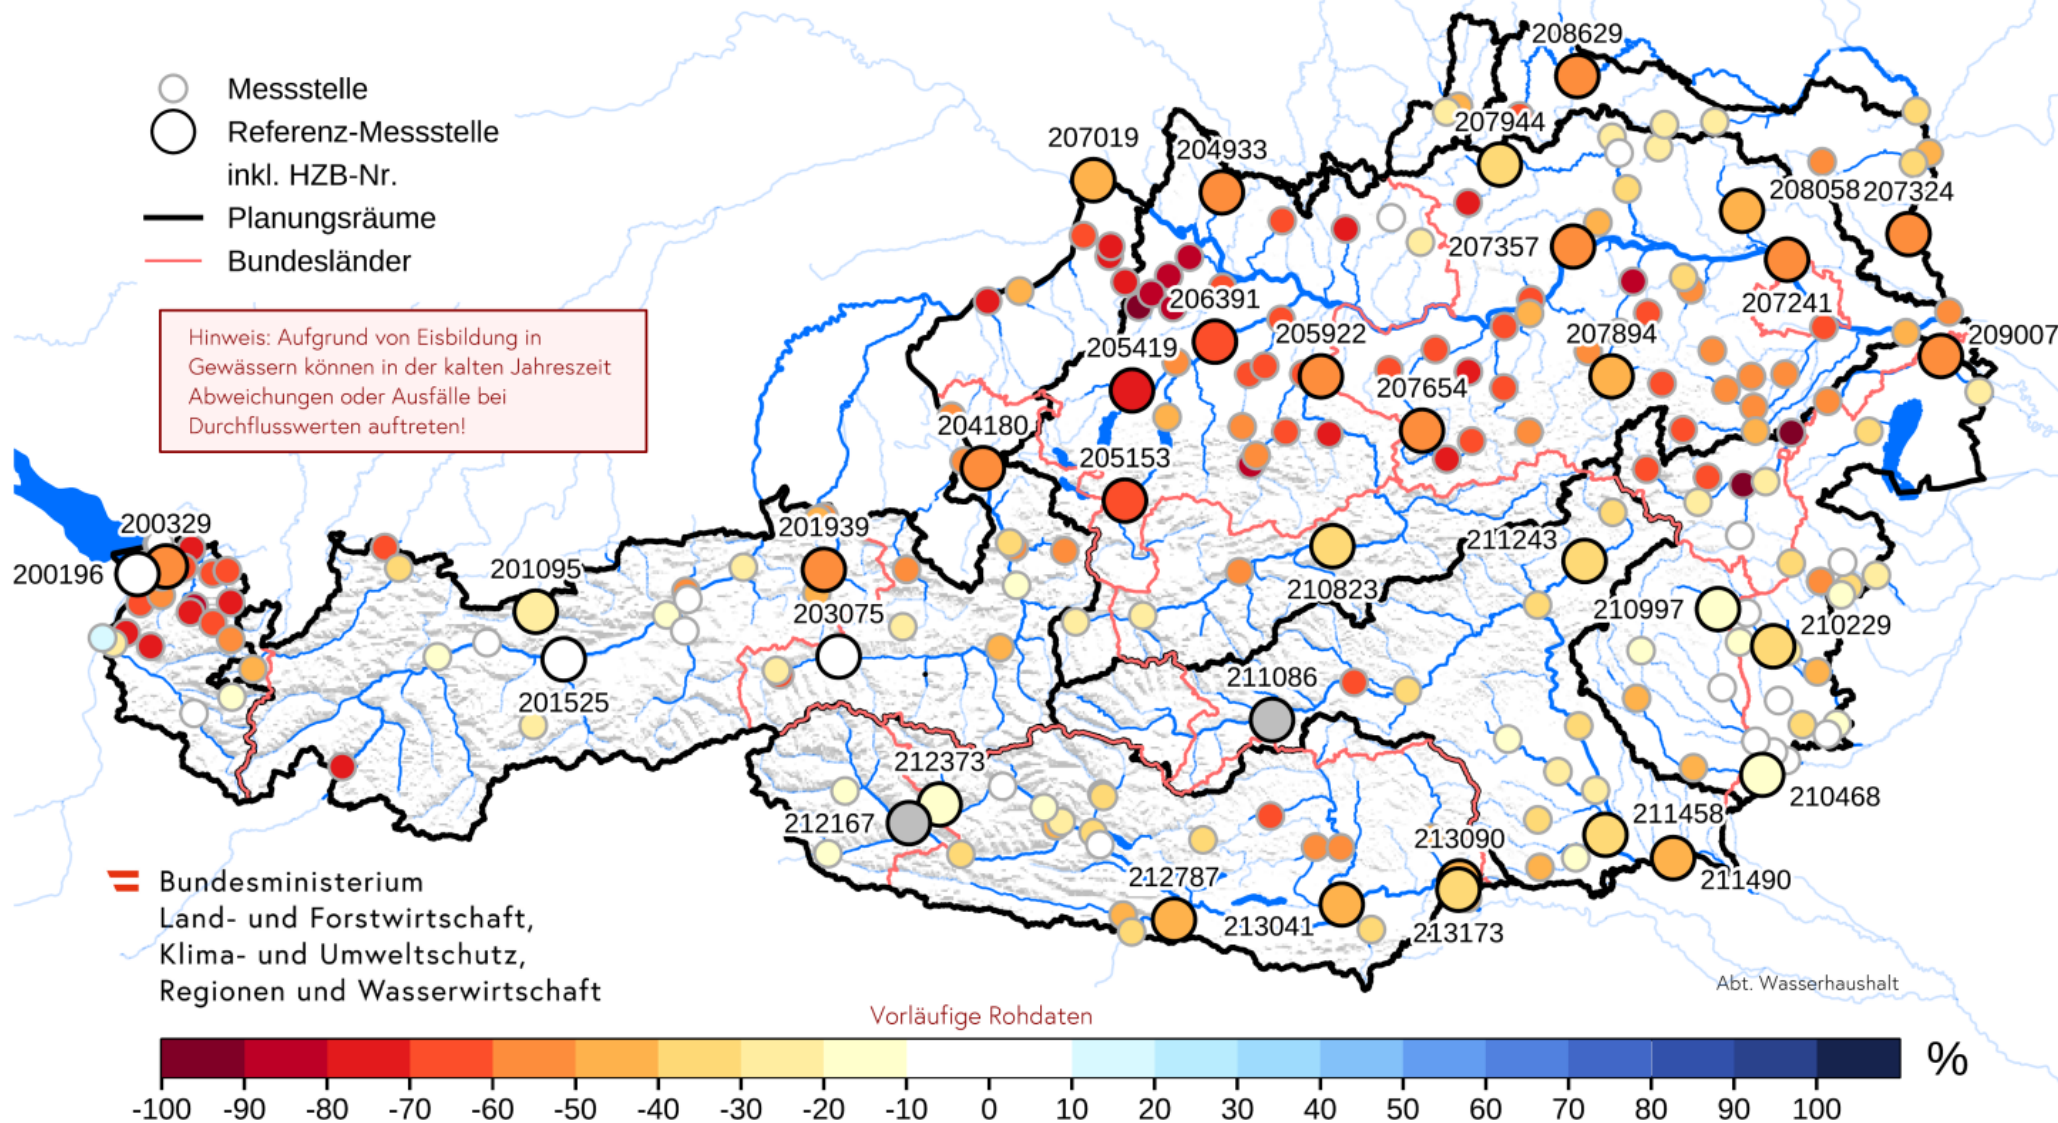 Messstelle
Referenz-Messstelle
inkl. HZB-Nr.
Planungsräume
Bundesländer
Hinweis: Aufgrund von Eisbildung in
Gewässern können in der kalten Jahreszeit
Abweichungen oder Ausfälle bei
Durchflusswerten auftreten!
208629
207944
207019
204933
208058
207324
207357
206391
207241
205922
207894
209007
205419
207654
204180
205153
200329
201939
211243
200196
201095
210823
203075
210997
210229
211086
201525
212373
210468
212167
211458
213090
212787
211490
213041
213173
Bundesministerium
Land- und Forstwirtschaft,
Klima- und Umweltschutz,
Regionen und Wasserwirtschaft
Abt. Wasserhaushalt
Vorläufige Rohdaten
%
-100 -90 -80 -70 -60 -50 -40 -30 -20 -10 0 10 20 30 40 50 60 70 80 90 100